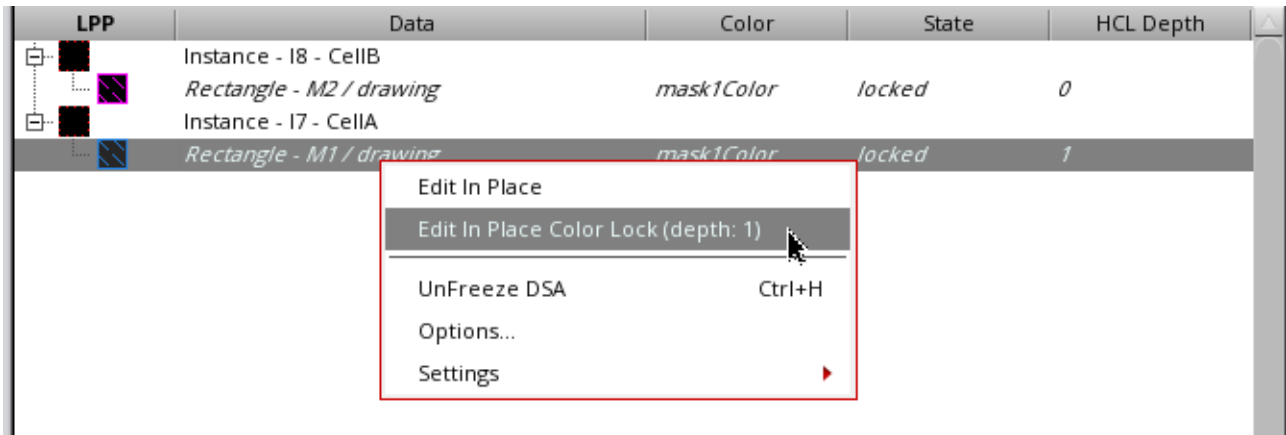 LPP Data Color State HCL Depth
Instance - I8 - CellB
Rectangle - M2 / drawing mask1Color locked 0
Instance - I7 - CellA
Rectangle - M1 / drawing mask1Color locked 1
Edit In Place
Edit In Place Color Lock (depth: 1)
UnFreeze DSA Ctrl+H
Options...
Settings